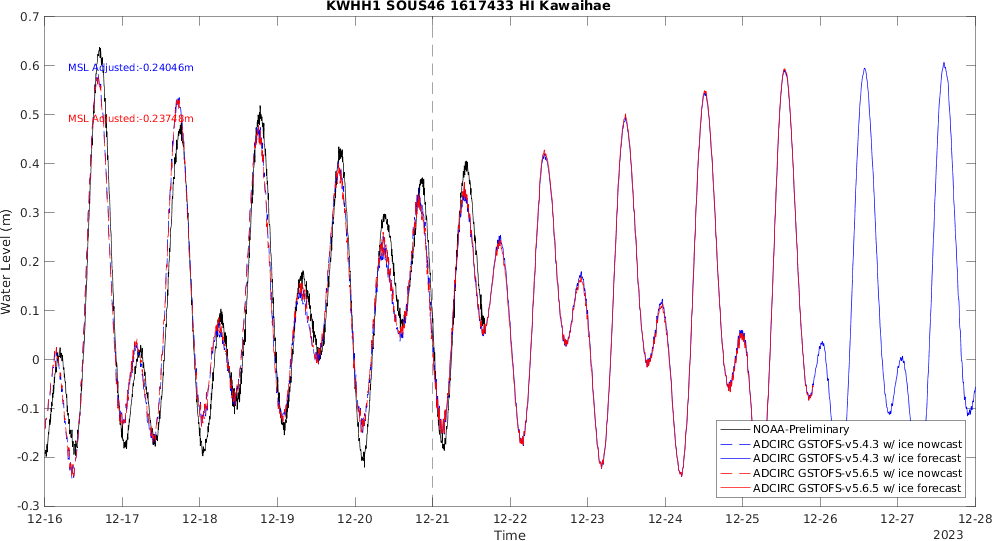 KWHH1 SOUS46 1617433 HI Kawaihae
0.7
0.6
0.5
0.4
0.3
0.2
0.1
0
-0.1
-0.2
-0.3
Water Level (m)
MSL Adjusted:-0.24046m
MSL Adjusted:-0.23748m
NOAA-Preliminary
ADCIRC GSTOFS-v5.4.3 w/ ice nowcast
ADCIRC GSTOFS-v5.4.3 w/ ice forecast
ADCIRC GSTOFS-v5.6.5 w/ ice nowcast
ADCIRC GSTOFS-v5.6.5 w/ ice forecast
12-16 12-17 12-18 12-19 12-20 12-21 12-22 12-23 12-24 12-25 12-26 12-27 12-28
Time
2023